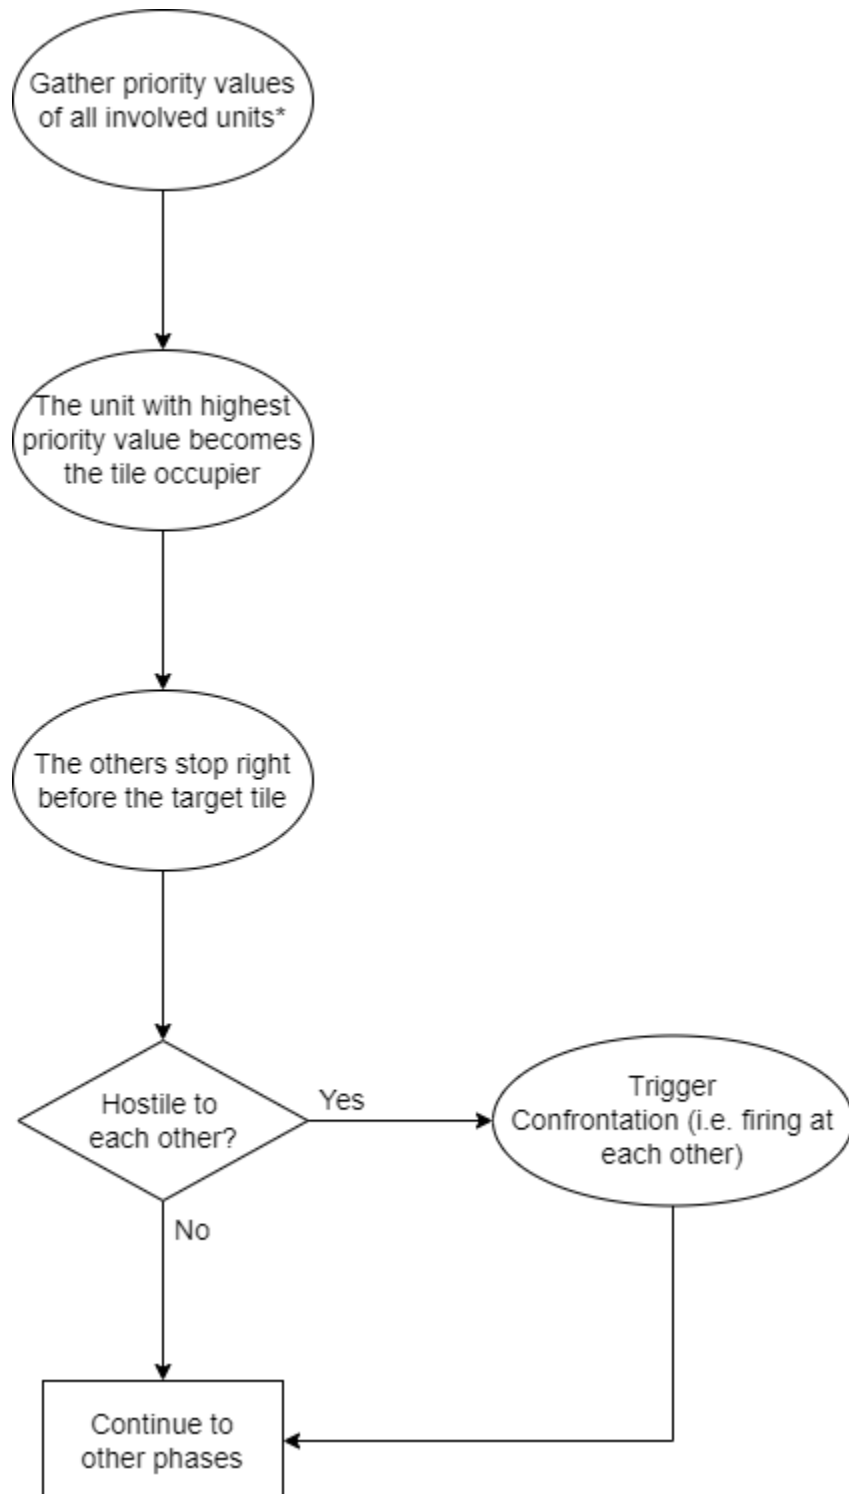 Gather priority values
of all involved units*
The unit with highest
priority value becomes
the tile occupier
The others stop right
before the target tile
Hostile to
each other?
Yes
Trigger
Confrontation (i.e. firing at
each other)
No
Continue to
other phases